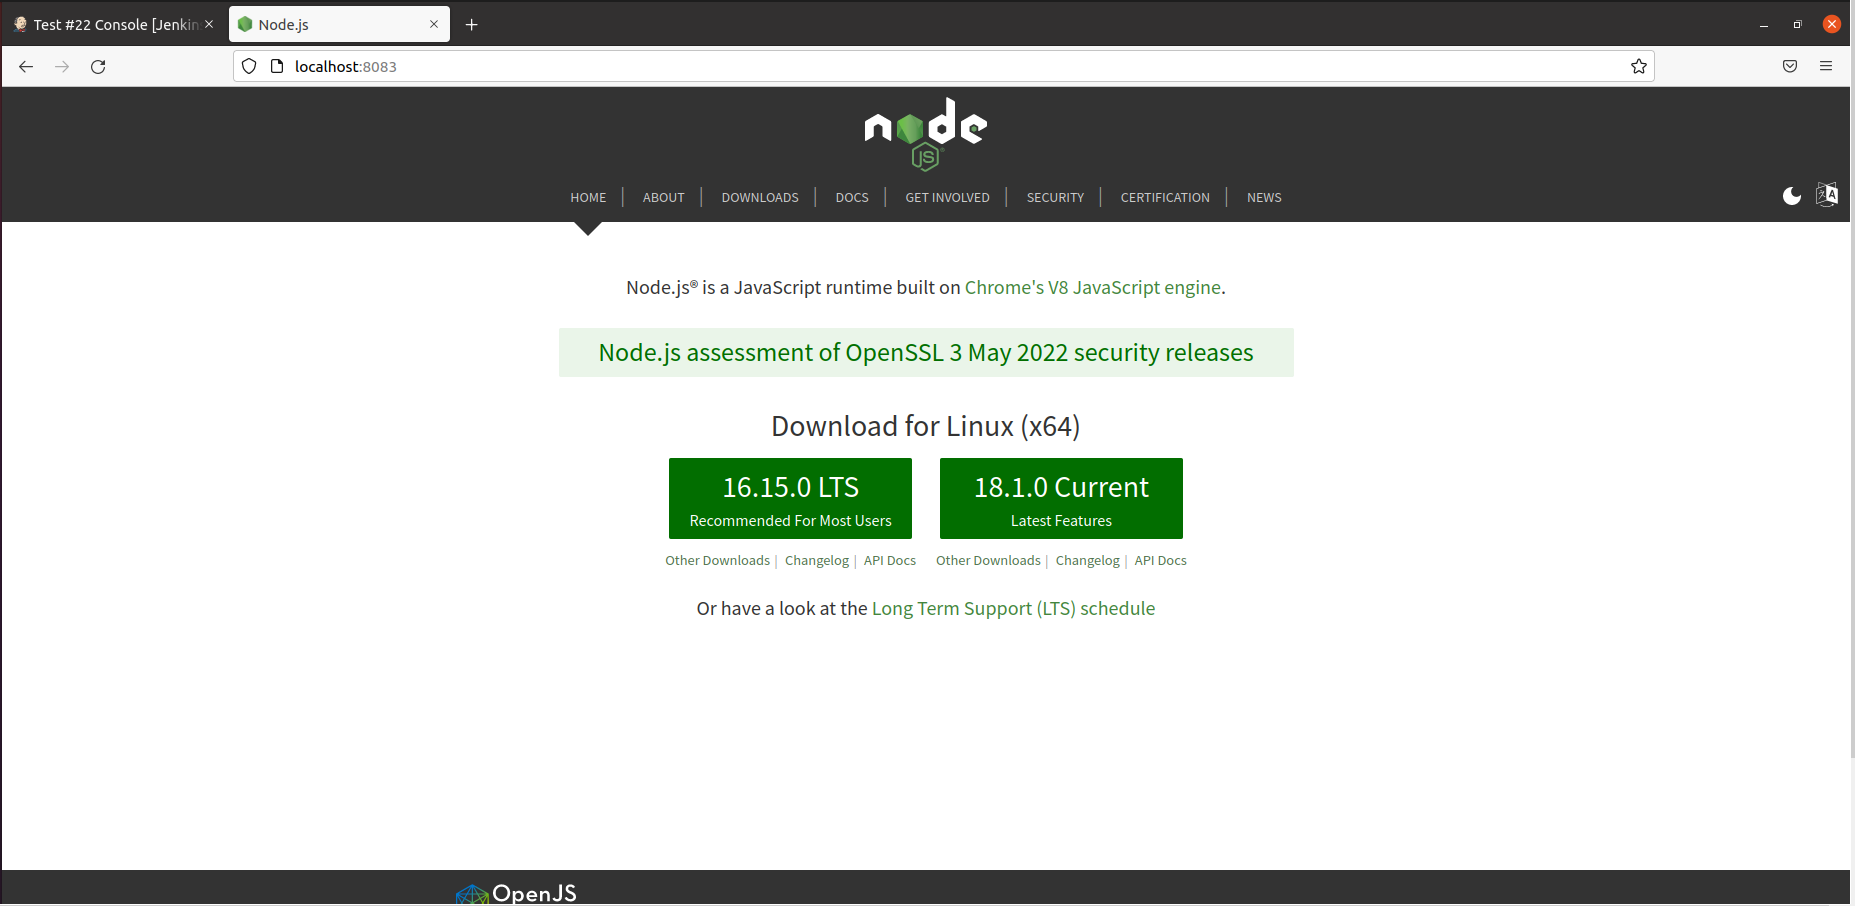 Test #22 Console [Jenkins
Node.js
localhost:8083
node
JS
HOME
ABOUT
DOWNLOADS
DOCS
GET INVOLVED
SECURITY
CERTIFICATION
NEWS
Node.js® is a JavaScript runtime built on Chrome's V8 JavaScript engine.
Node.js assessment of OpenSSL 3 May 2022 security releases
Download for Linux (x64)
16.15.0 LTS
Recommended For Most Users
18.1.0 Current
Latest Features
Other Downloads | Changelog | API Docs
Other Downloads | Changelog | API Docs
Or have a look at the Long Term Support (LTS) schedule
OpenJS